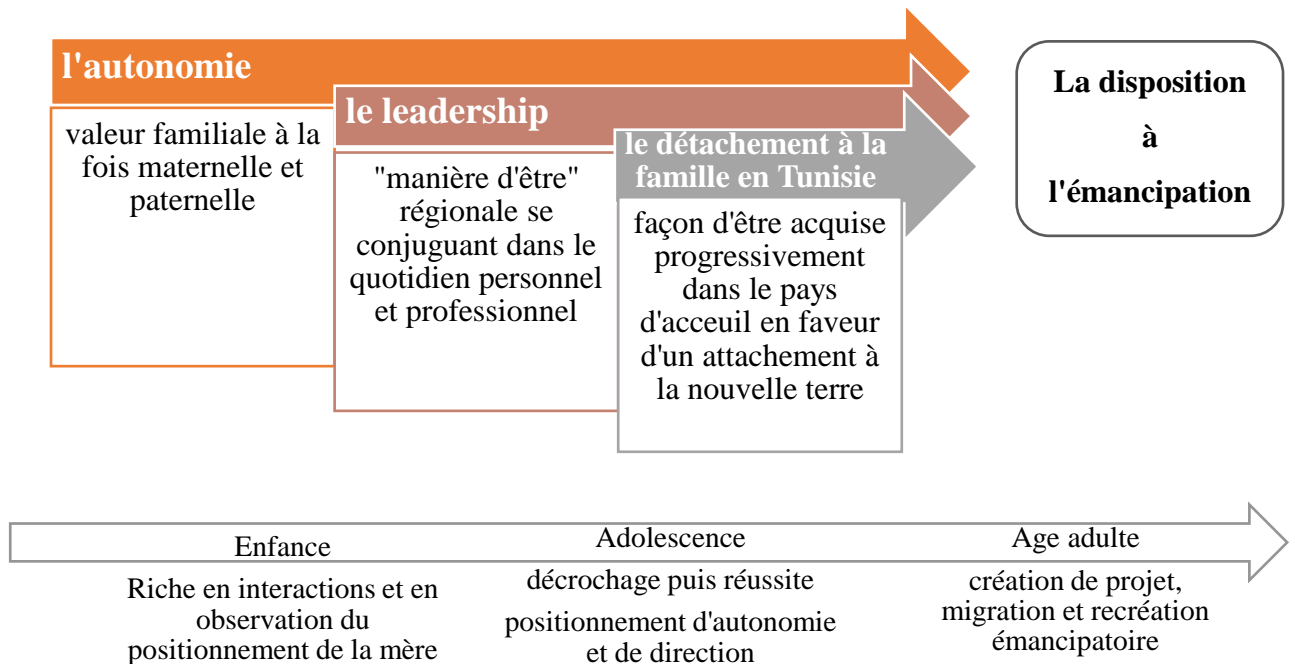 l'autonomie
valeur familiale à la
fois maternelle et
paternelle
le leadership
"manière d'être"
régionale se
conjuguant dans le
quotidien personnel
et professionnel
le détachement à la
famille en Tunisie
façon d'être acquise
progressivement
dans le pays
d'acceuil en faveur
d'un attachement à
la nouvelle terre
La disposition
à
l'émancipation
Enfance
Riche en interactions et en
observation du
positionnement de la mère
Adolescence
décrochage puis réussite
positionnement d'autonomie
et de direction
Age adulte
création de projet,
migration et recréation
émancipatoire